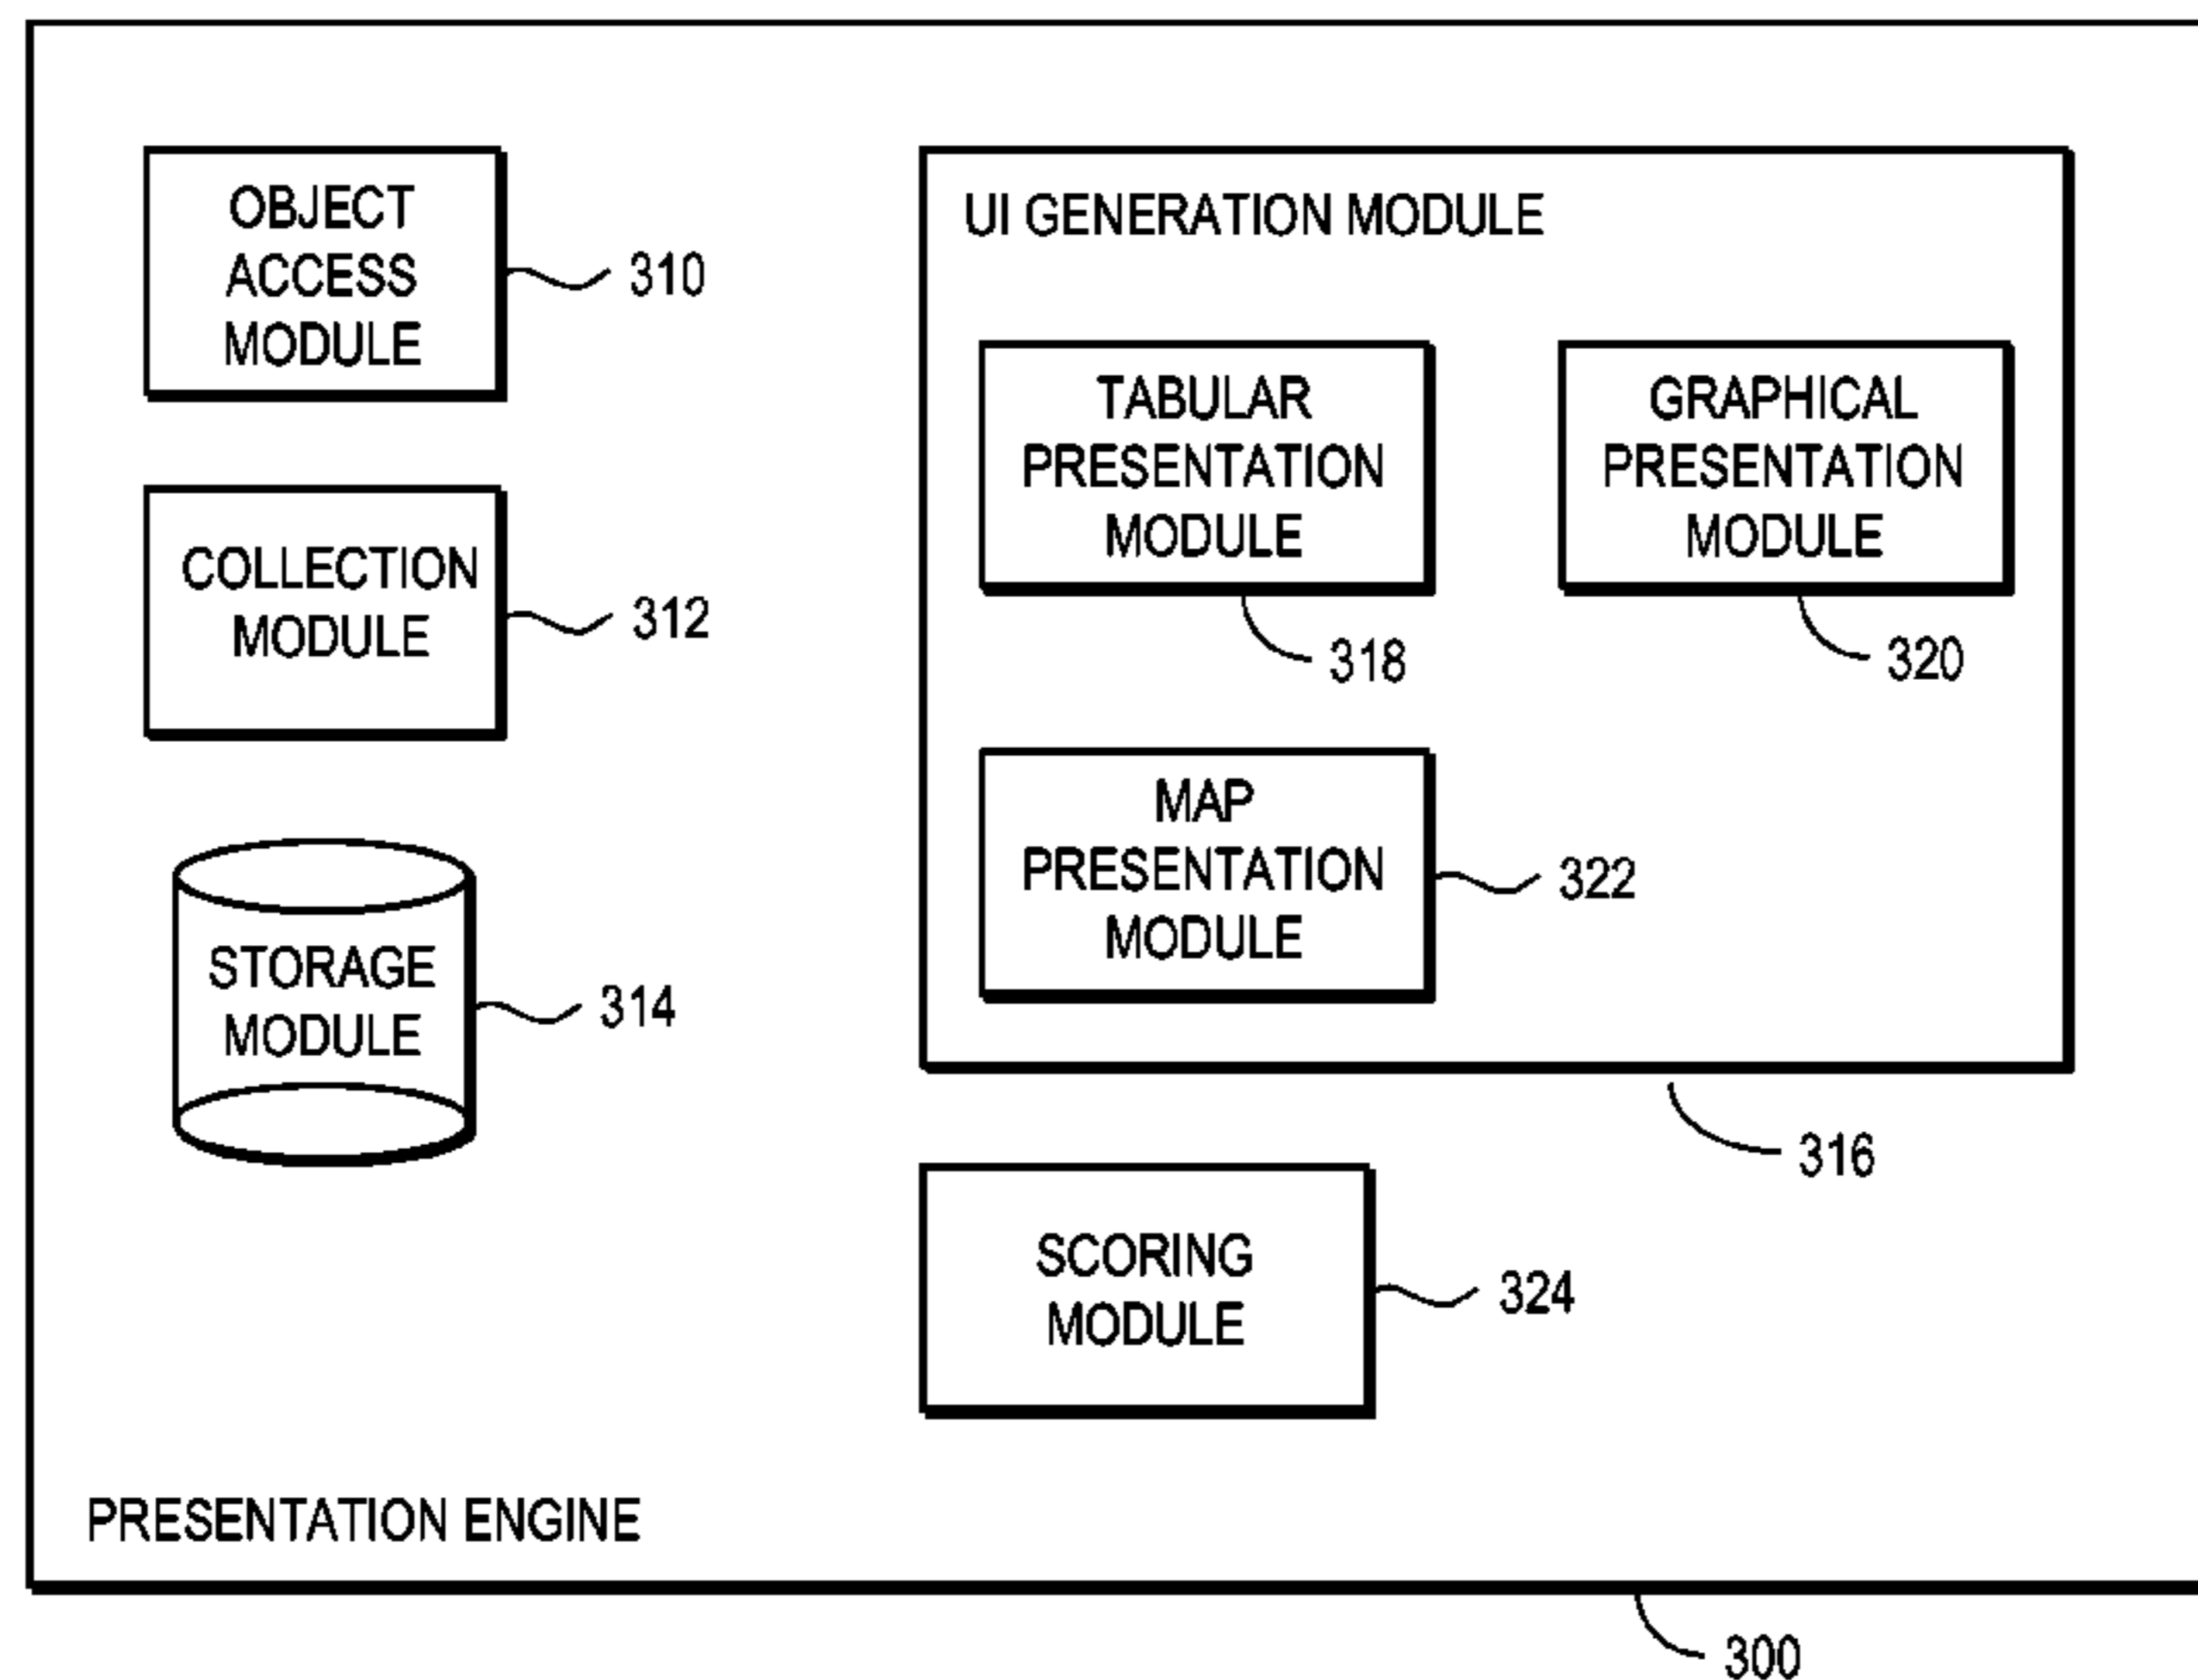 OBJECT
ACCESS
MODULE
310
COLLECTION
MODULE
312
STORAGE
MODULE
314
UI GENERATION MODULE
TABULAR
PRESENTATION
MODULE
318
GRAPHICAL
PRESENTATION
MODULE
320
MAP
PRESENTATION
MODULE
322
316
SCORING
MODULE
324
PRESENTATION ENGINE
300